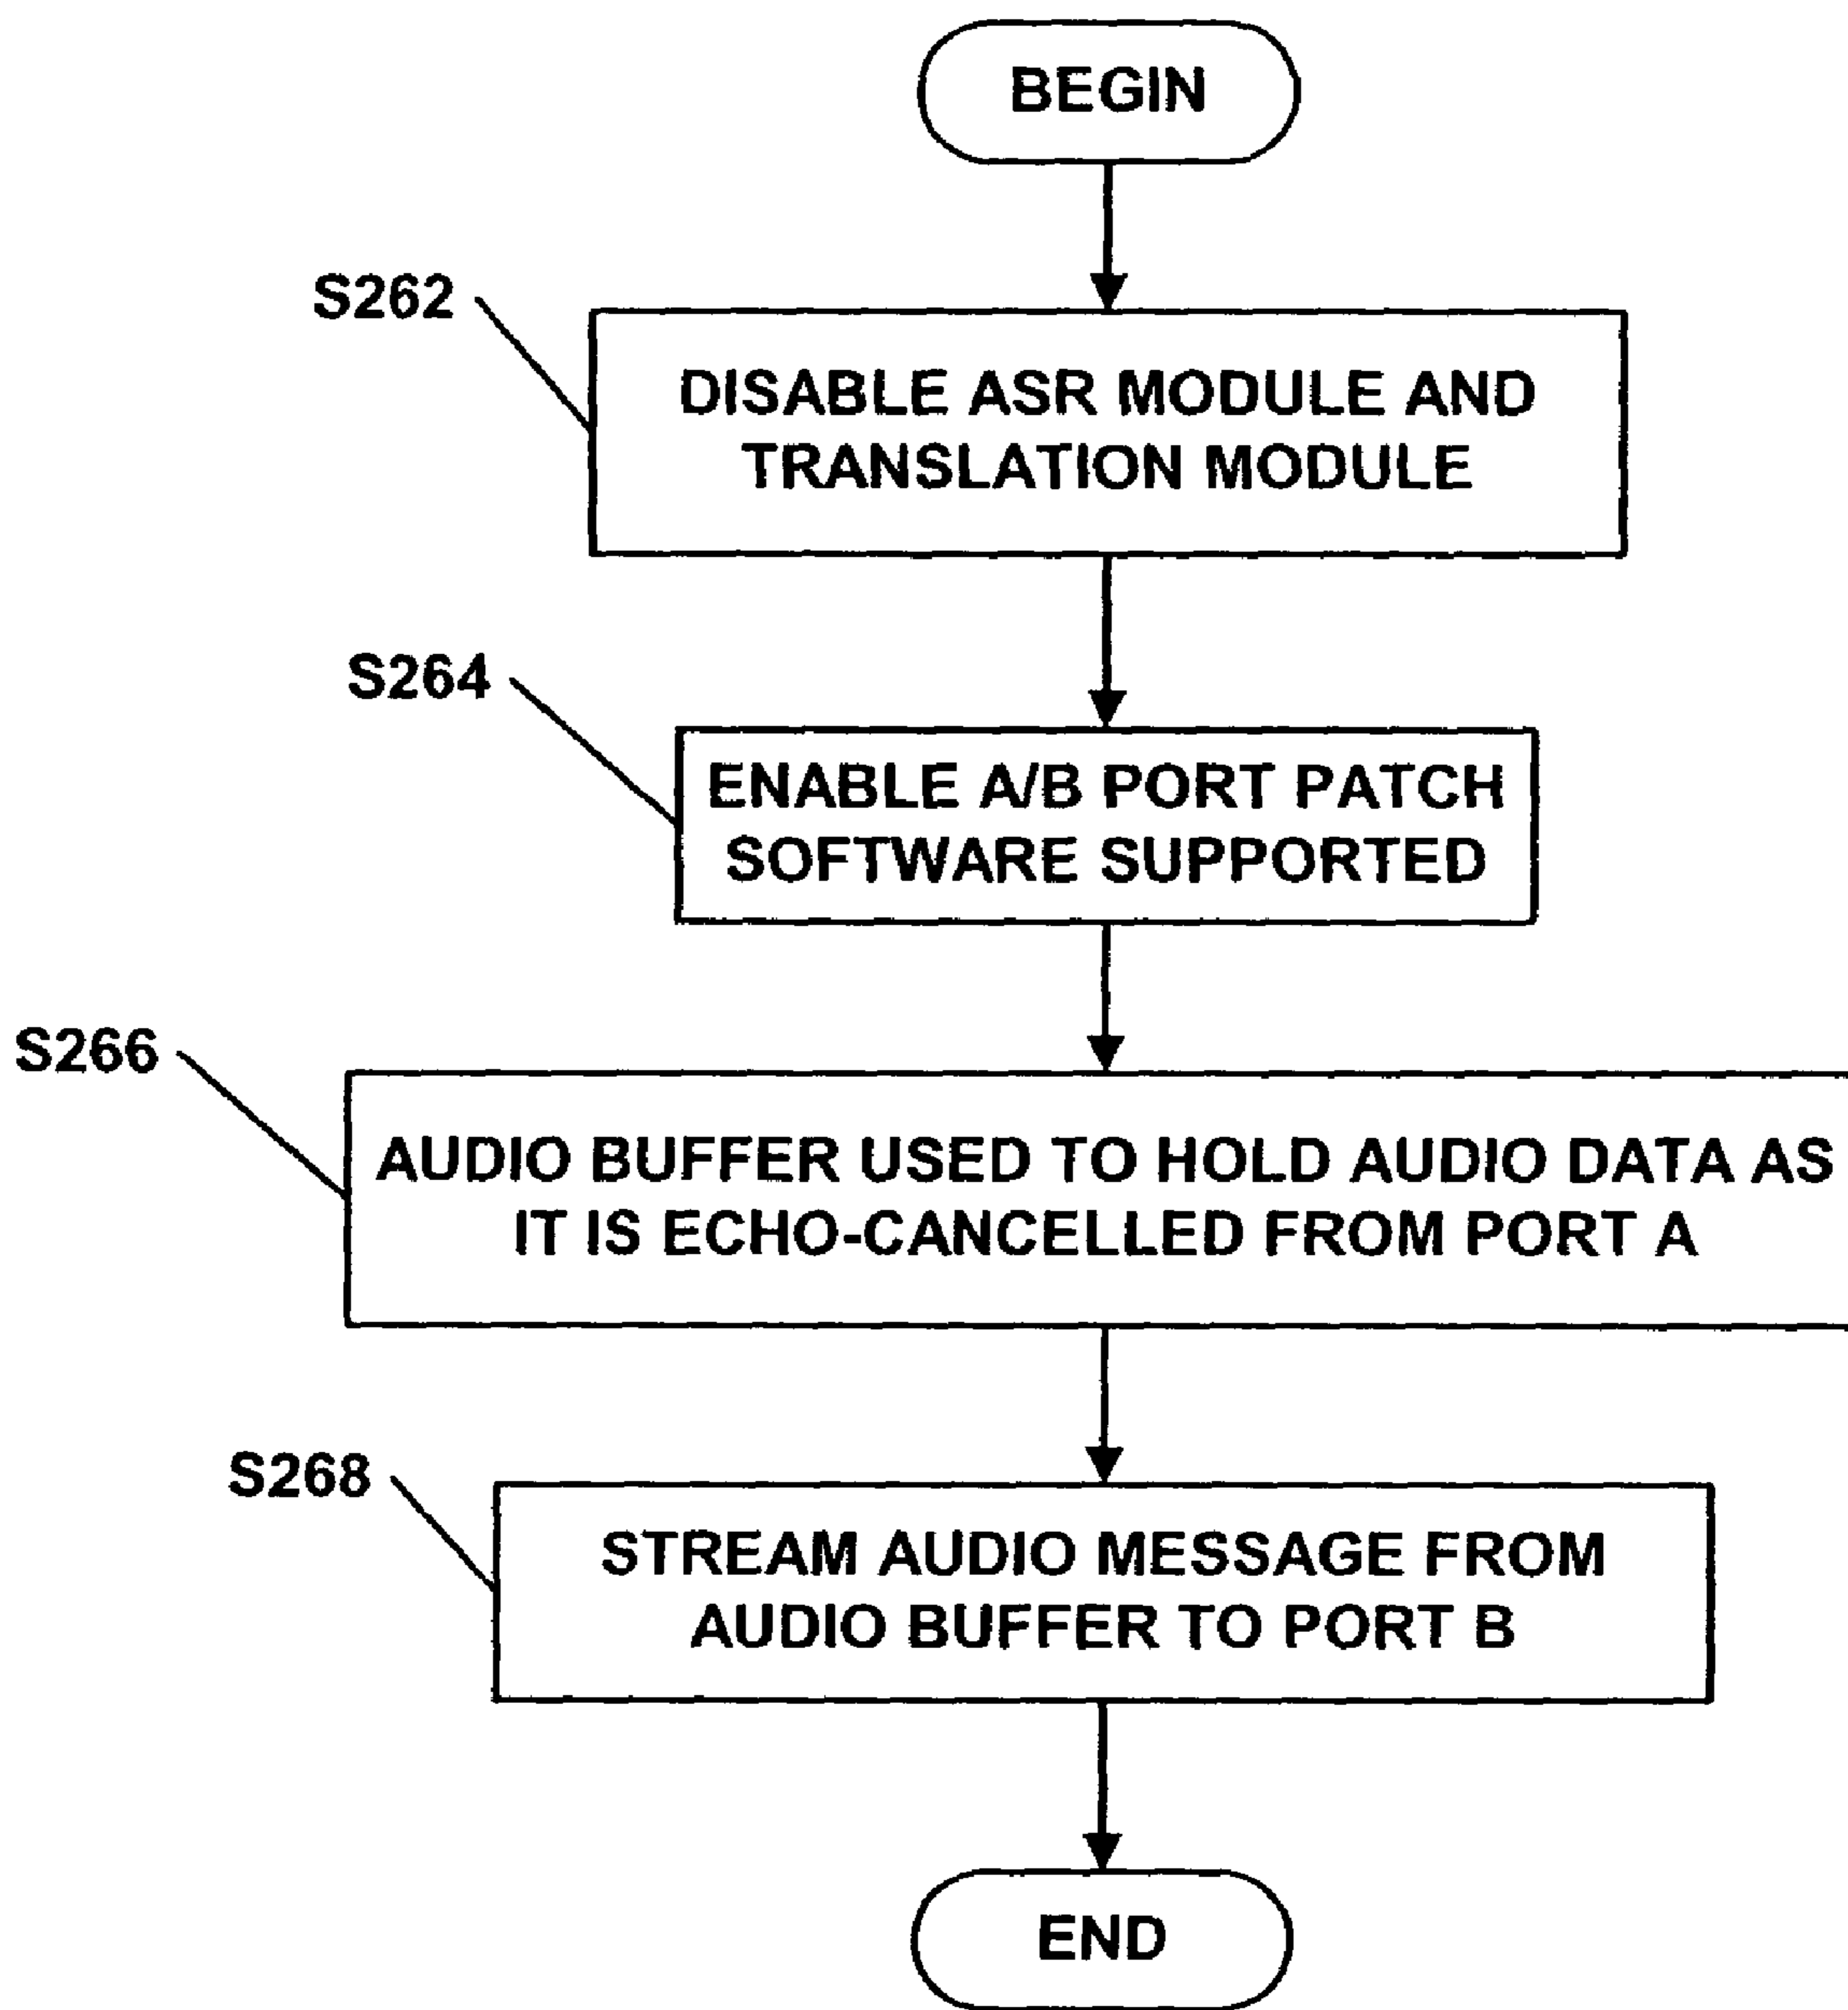 BEGIN
S262
DISABLE ASR MODULE AND
TRANSLATION MODULE
S264
ENABLE A/B PORT PATCH
SOFTWARE SUPPORTED
S266
AUDIO BUFFER USED TO HOLD AUDIO DATA AS
IT IS ECHO-CANCELLED FROM PORT A
S268
STREAM AUDIO MESSAGE FROM
AUDIO BUFFER TO PORT B
END